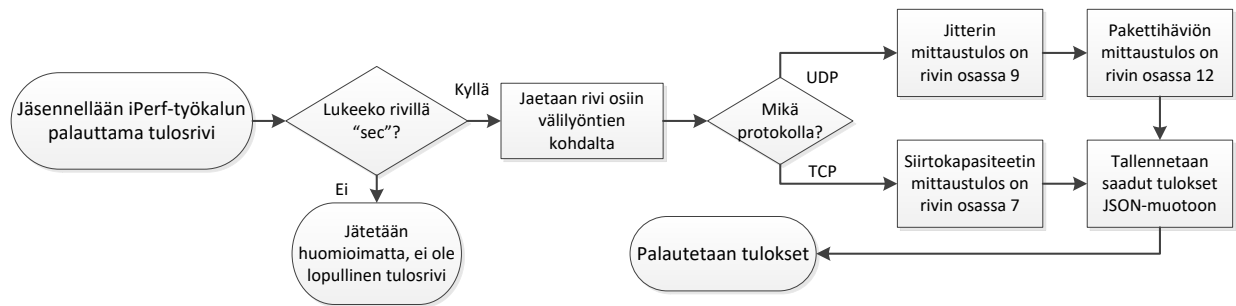 Jäsennellään iPerf-työkalun
palauttama tulosrivi
Lukeeko rivillä
“sec”?
Kyllä
Ei
Jätetään
huomioimatta, ei ole
lopullinen tulosrivi
Jaetaan rivi osiin
välilyöntien
kohdalta
Mikä
protokolla?
UDP
TCP
Jitterin
mittaustulos on
rivin osassa 9
Pakettihäviön
mittaustulos on
rivin osassa 12
Siirtokapasiteetin
mittaustulos on
rivin osassa 7
Tallennetaan
saadut tulokset
JSON-muotoon
Palautetaan tulokset